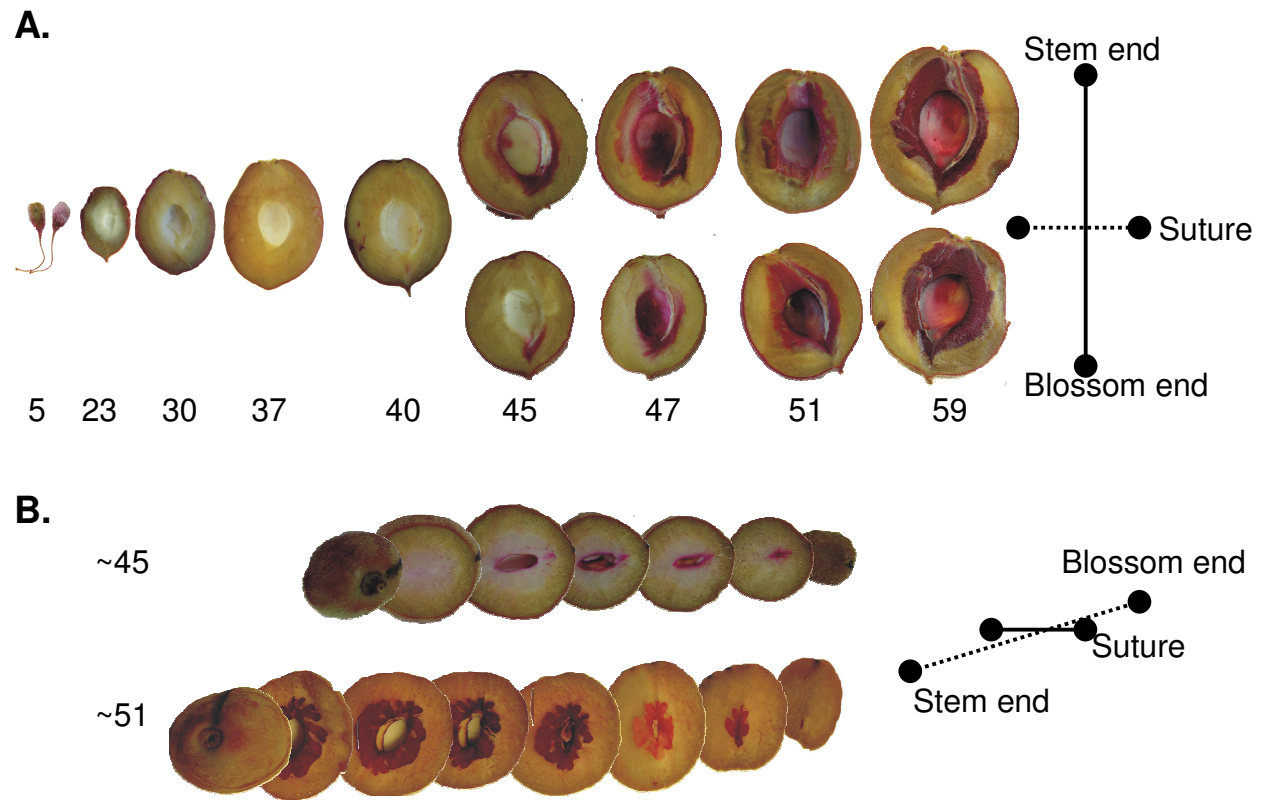 A.
Stem end
Suture
Blossom end
5 23 30 37 40 45 47 51 59
B.
~45
Blossom end
Suture
Stem end
~51